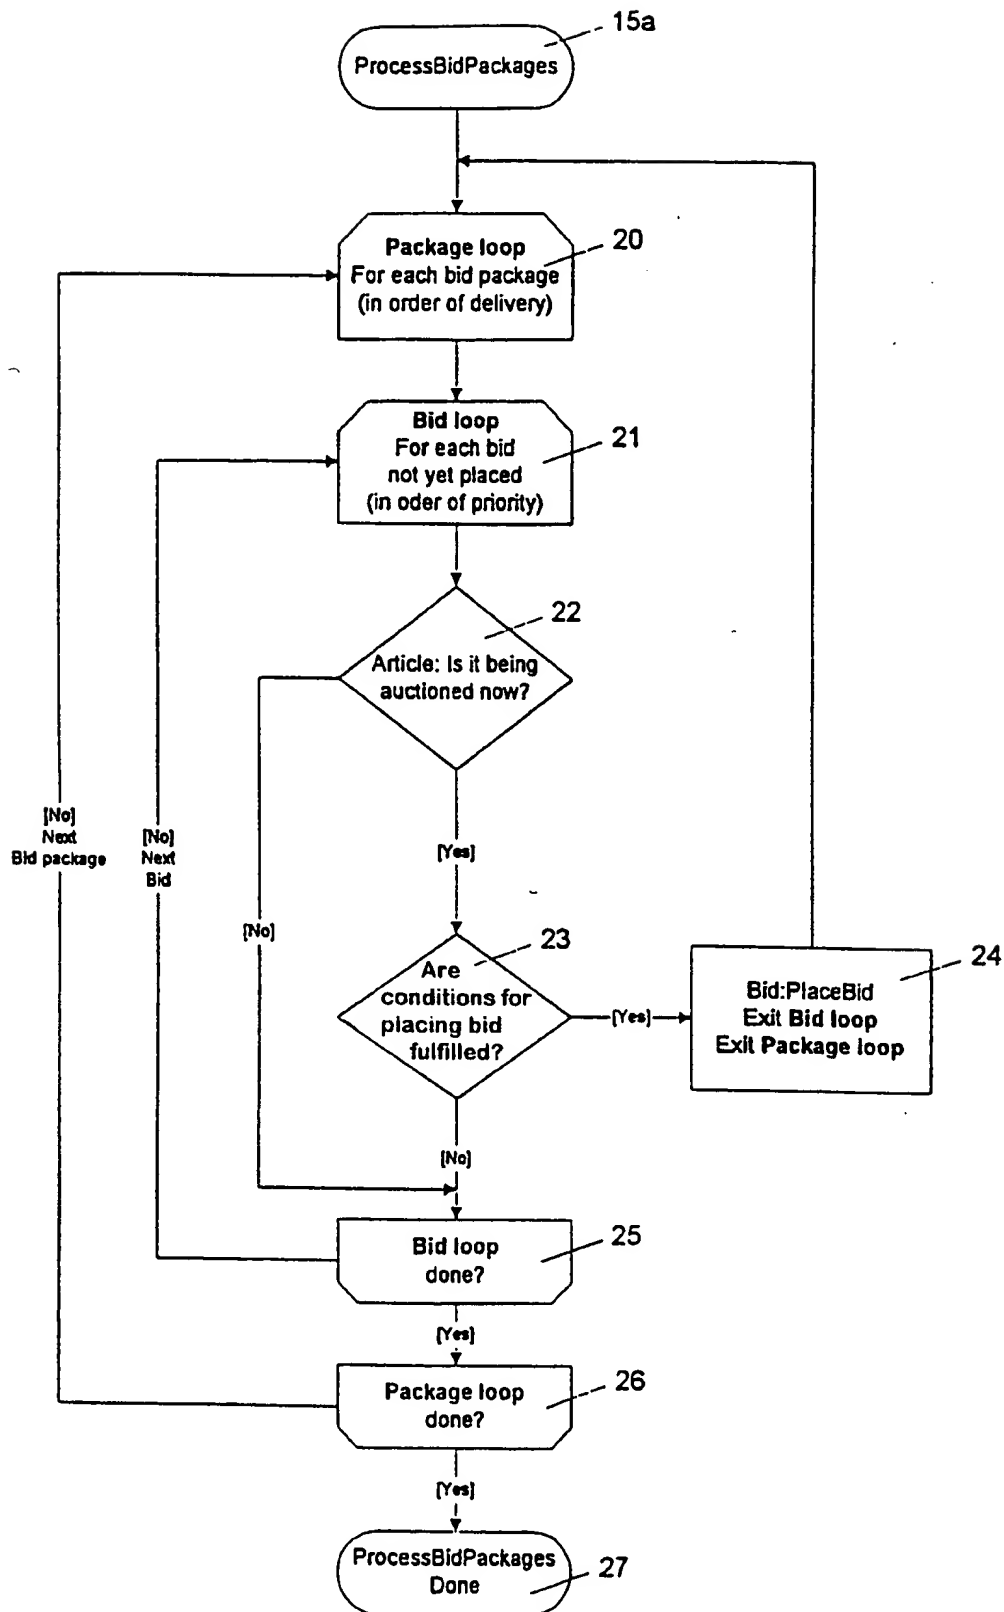 15a
ProcessBidPackages
20
Package loop
For each bid package
(in order of delivery)
21
Bid loop
For each bid
not yet placed
(in oder of priority)
22
Article: Is it being
auctioned now?
[No]
Next
Bid package
[No]
Next
Bid
[Yes]
[No]
23
Are
conditions for
placing bid
fulfilled?
[Yes]
24
Bid:PlaceBid
Exit Bid loop
Exit Package loop
[No]
25
Bid loop
done?
[Yes]
26
Package loop
done?
[Yes]
ProcessBidPackages
Done
27